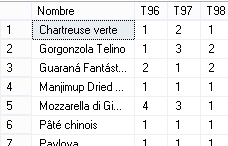 Nombre T96 T97 T98
1 Chartreuse verte 1 2 1
2 Gorgonzola Telino 1 3 2
3 Guaraná Fantást... 2 1 2
4 Manjimup Dried ... 1 1 1
5 Mozzarella di Gi... 4 3 1
6 Pâté chinois 1 1 1
7 Pavlova 1 1 1